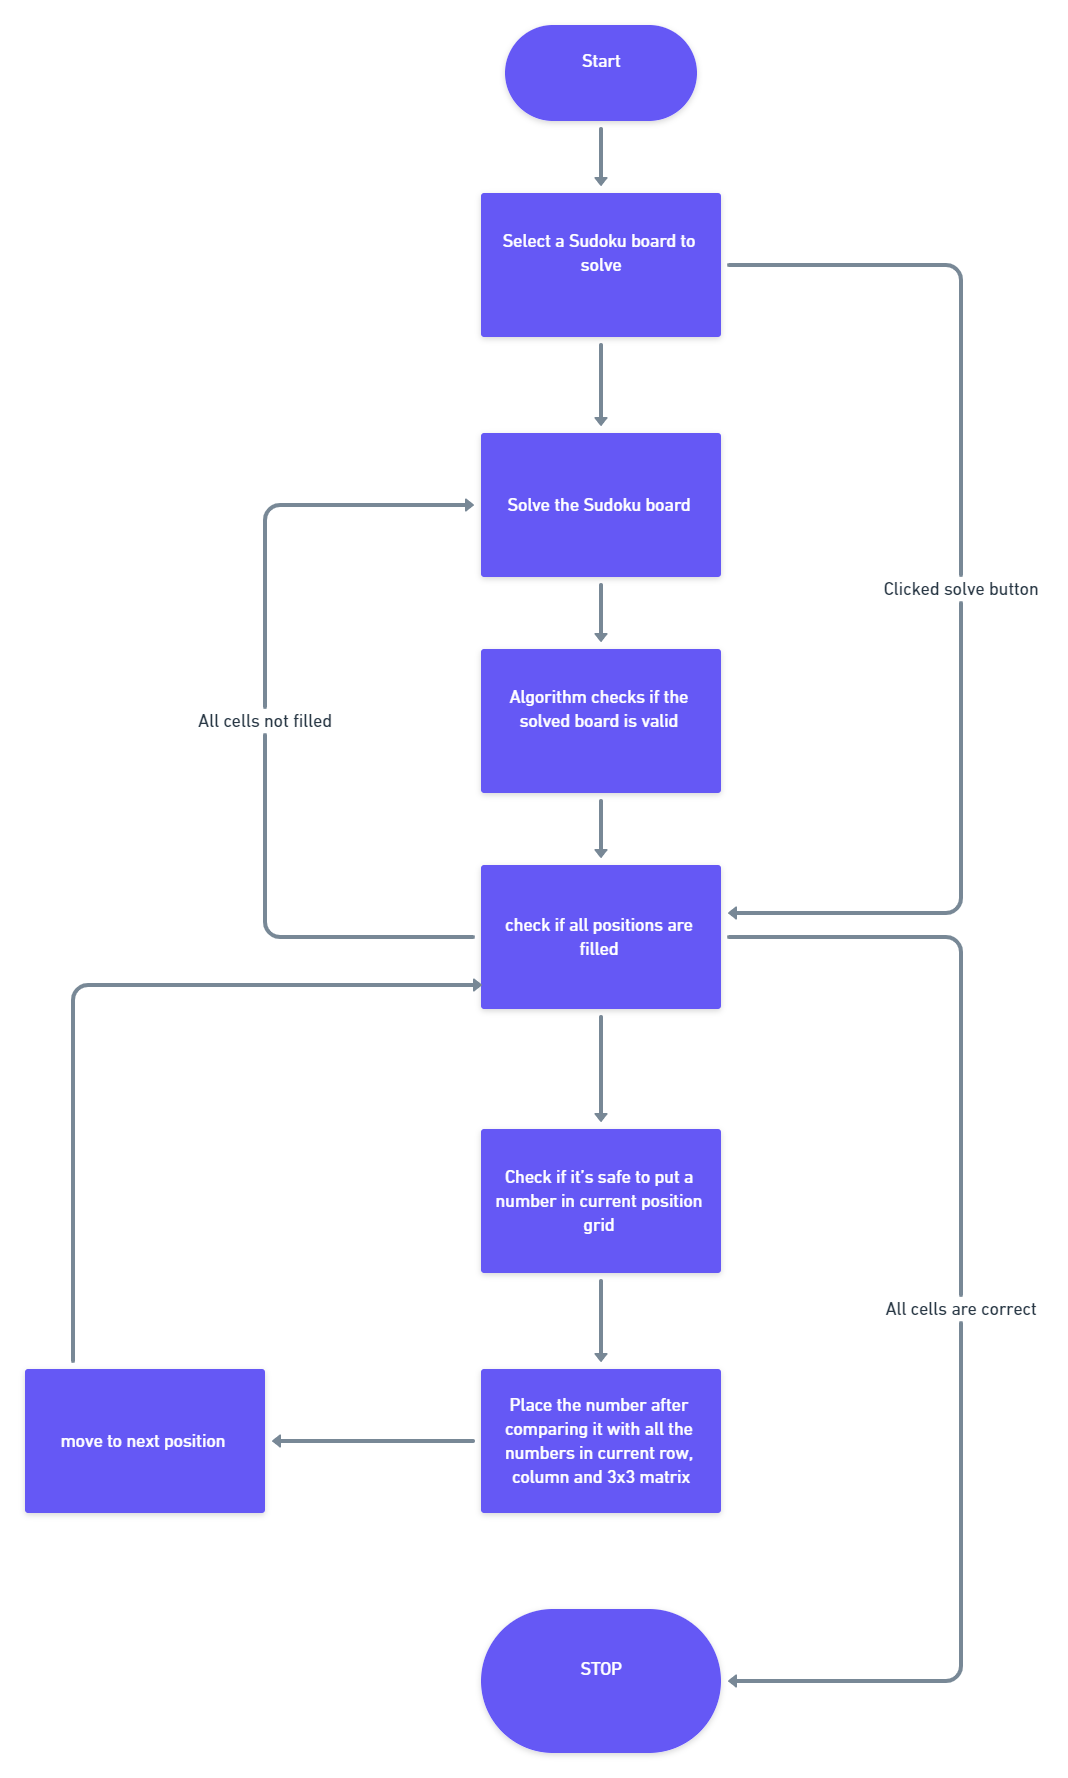 Start
Select a Sudoku board to
solve
Solve the Sudoku board
Clicked solve button
Algorithm checks if the
solved board is valid
All cells not filled
check if all positions are
filled
Check if it’s safe to put a
number in current position
grid
All cells are correct
Place the number after
comparing it with all the
numbers in current row,
column and 3x3 matrix
move to next position
STOP